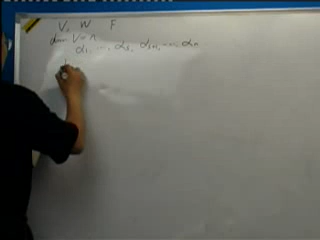 V, W F
dim V = n
α₁, ..., αₛ, αₛ₊₁, ..., αₙ